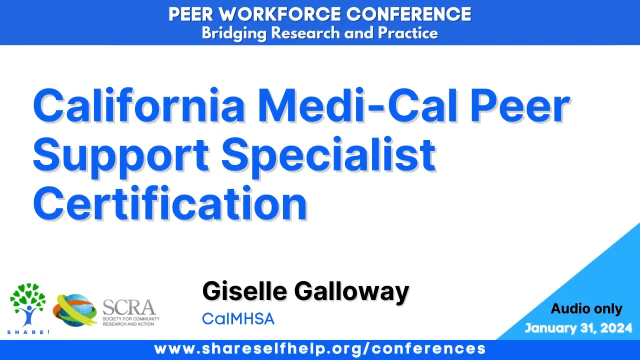 PEER WORKFORCE CONFERENCE
Bridging Research and Practice
California Medi-Cal Peer
Support Specialist
Certification
Giselle Galloway
CalMHSA
SHARE!
SCRA
SOCIETY FOR COMMUNITY
RESEARCH AND ACTION
Audio only
January 31, 2024
www.shareselfhelp.org/conferences